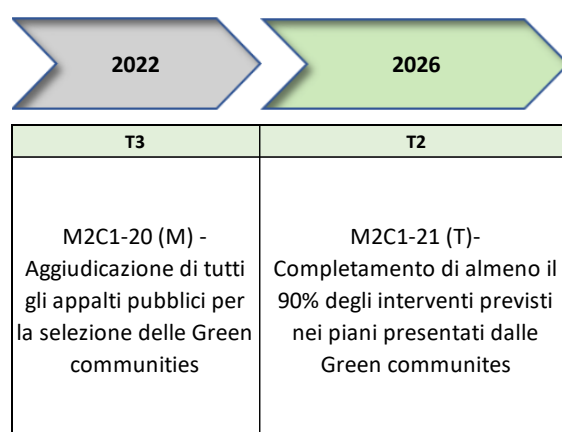 2022
2026
T3
T2
M2C1-20 (M) -
Aggiudicazione di tutti
gli appalti pubblici per
la selezione delle Green
communities
M2C1-21 (T)-
Completamento di almeno il
90% degli interventi previsti
nei piani presentati dalle
Green communites